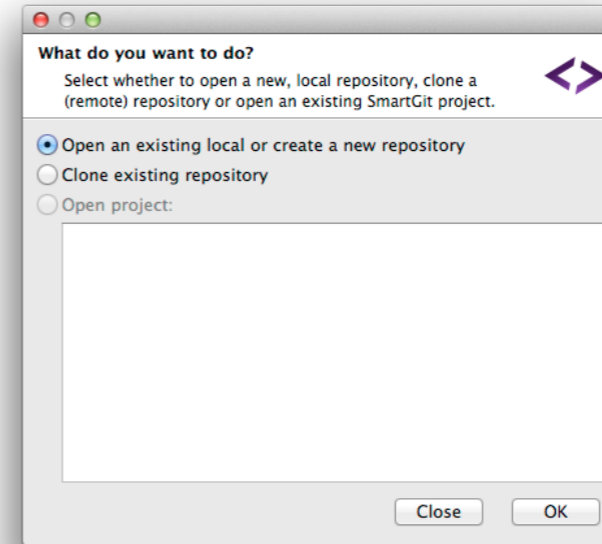 What do you want to do?
Select whether to open a new, local repository, clone a
(remote) repository or open an existing SmartGit project.
Open an existing local or create a new repository
Clone existing repository
Open project:
Close
OK